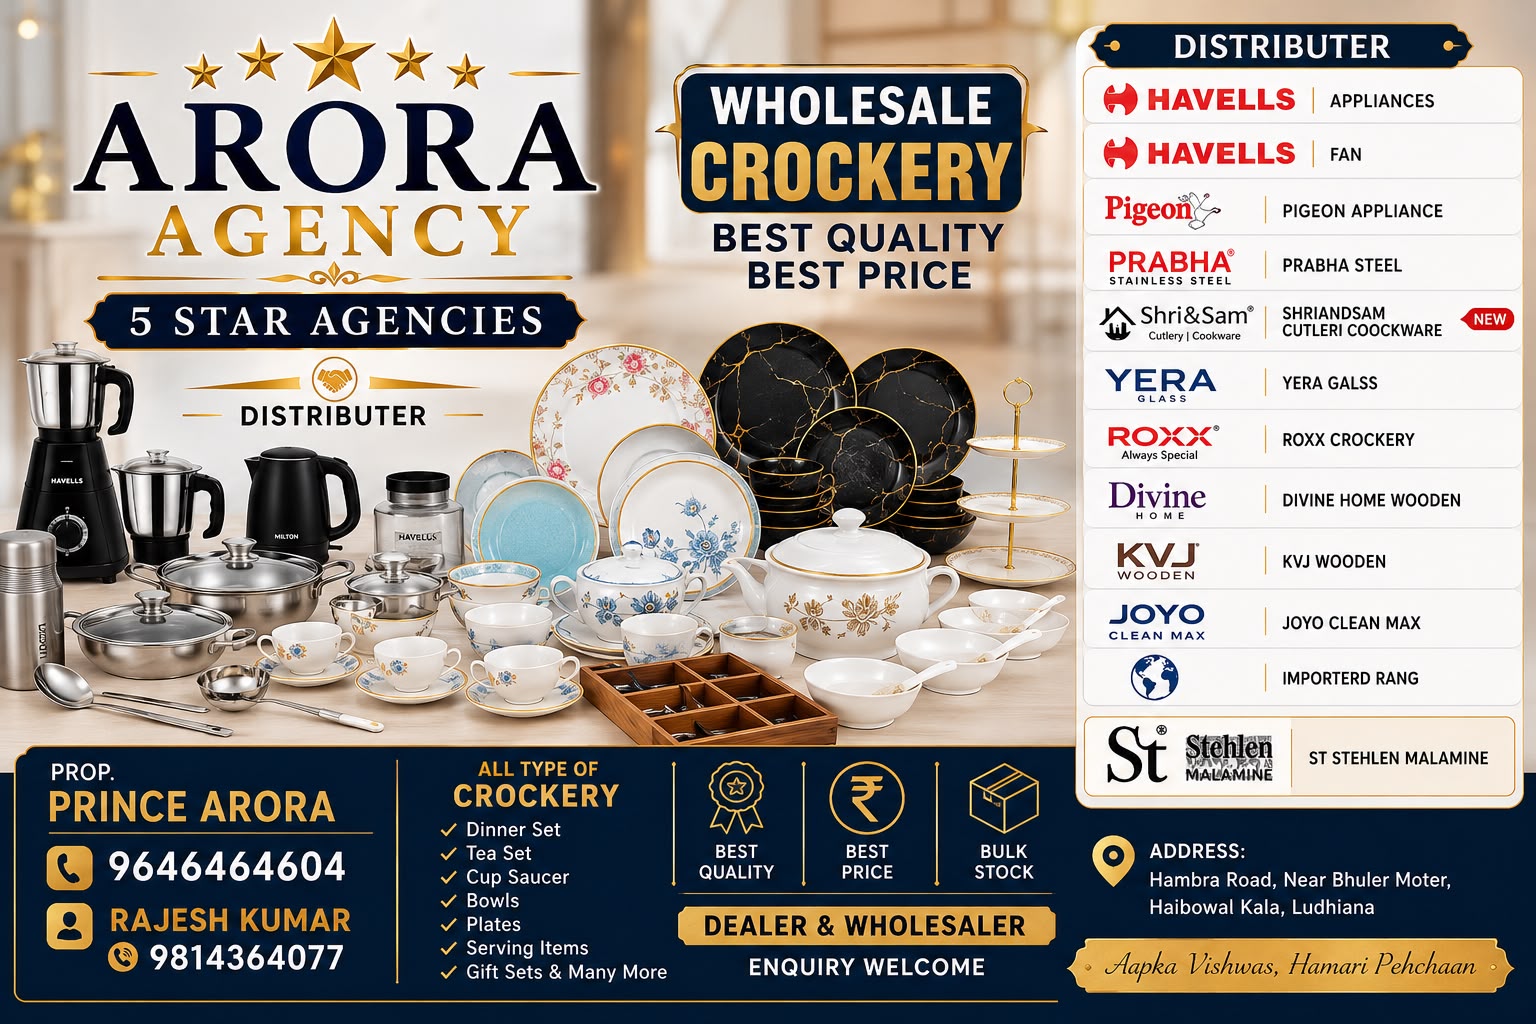 ARORA
AGENCY
5 STAR AGENCIES
DISTRIBUTER
WHOLESALE
CROCKERY
BEST QUALITY
BEST PRICE
HAVELLS
MILTON
HAVELLS
DISTRIBUTER
HAVELLS | APPLIANCES
HAVELLS | FAN
Pigeon | PIGEON APPLIANCE
PRABHA®
STAINLESS STEEL
PRABHA STEEL
Shri&Sam®
Cutlery | Cookware
SHRIANDSAM
CUTLERI COOCKWARE
NEW
YERA
GLASS
YERA GALSS
ROXX®
Always Special
ROXX CROCKERY
Divine
HOME
DIVINE HOME WOODEN
KVJ
WOODEN
KVJ WOODEN
JOYO
CLEAN MAX
JOYO CLEAN MAX
IMPORTERD RANG
St®
Stehlen
MALAMINE
ST STEHLEN MALAMINE
PROP.
PRINCE ARORA
9646464604
RAJESH KUMAR
9814364077
ALL TYPE OF
CROCKERY
Dinner Set
Tea Set
Cup Saucer
Bowls
Plates
Serving Items
Gift Sets & Many More
BEST
QUALITY
₹
BEST
PRICE
BULK
STOCK
DEALER & WHOLESALER
ENQUIRY WELCOME
ADDRESS:
Hambra Road, Near Bhuler Moter,
Haibowal Kala, Ludhiana
Aapka Vishwas, Hamari Pehchaan